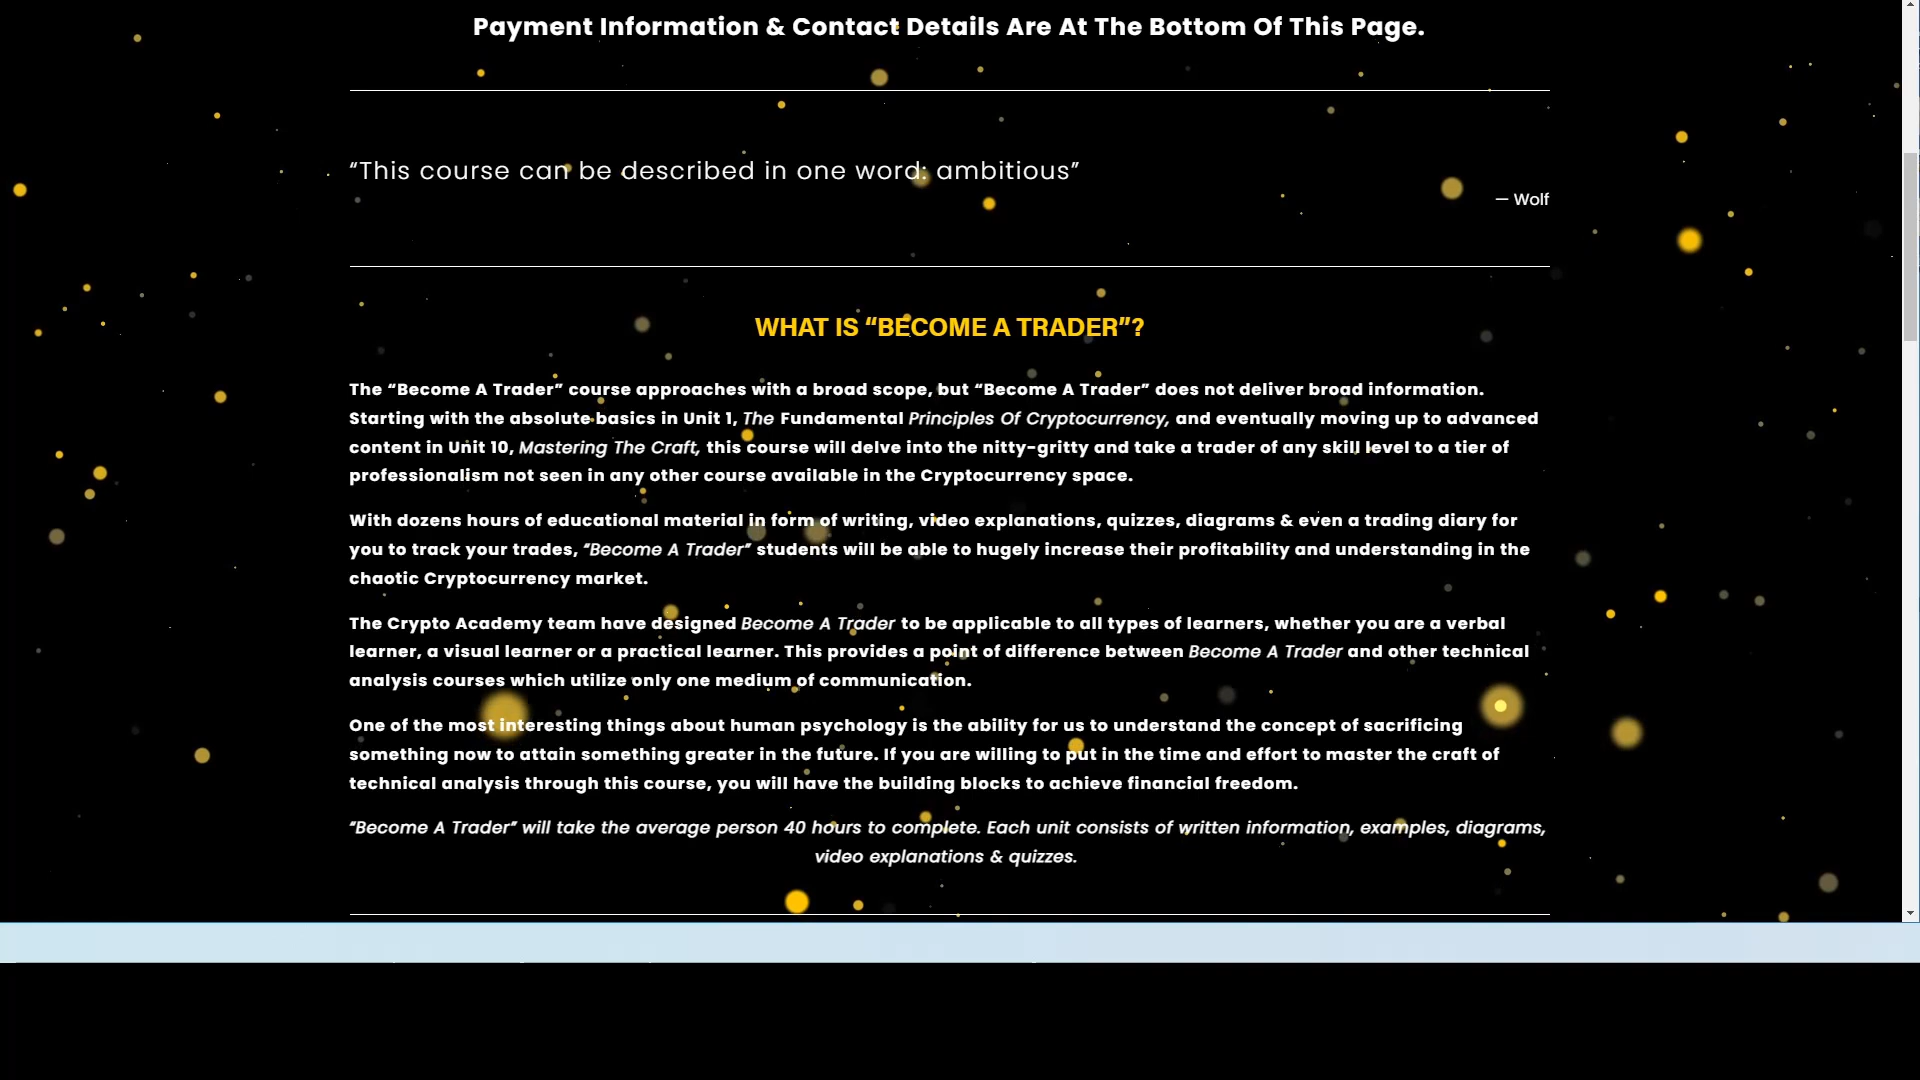 Payment Information & Contact Details Are At The Bottom Of This Page.
“This course can be described in one word: ambitious”
— Wolf
WHAT IS “BECOME A TRADER”?
The “Become A Trader” course approaches with a broad scope, but “Become A Trader” does not deliver broad information.
Starting with the absolute basics in Unit 1, The Fundamental Principles Of Cryptocurrency, and eventually moving up to advanced
content in Unit 10, Mastering The Craft, this course will delve into the nitty-gritty and take a trader of any skill level to a tier of
professionalism not seen in any other course available in the Cryptocurrency space.
With dozens hours of educational material in form of writing, video explanations, quizzes, diagrams & even a trading diary for
you to track your trades, “Become A Trader” students will be able to hugely increase their profitability and understanding in the
chaotic Cryptocurrency market.
The Crypto Academy team have designed Become A Trader to be applicable to all types of learners, whether you are a verbal
learner, a visual learner or a practical learner. This provides a point of difference between Become A Trader and other technical
analysis courses which utilize only one medium of communication.
One of the most interesting things about human psychology is the ability for us to understand the concept of sacrificing
something now to attain something greater in the future. If you are willing to put in the time and effort to master the craft of
technical analysis through this course, you will have the building blocks to achieve financial freedom.
“Become A Trader” will take the average person 40 hours to complete. Each unit consists of written information, examples, diagrams,
video explanations & quizzes.